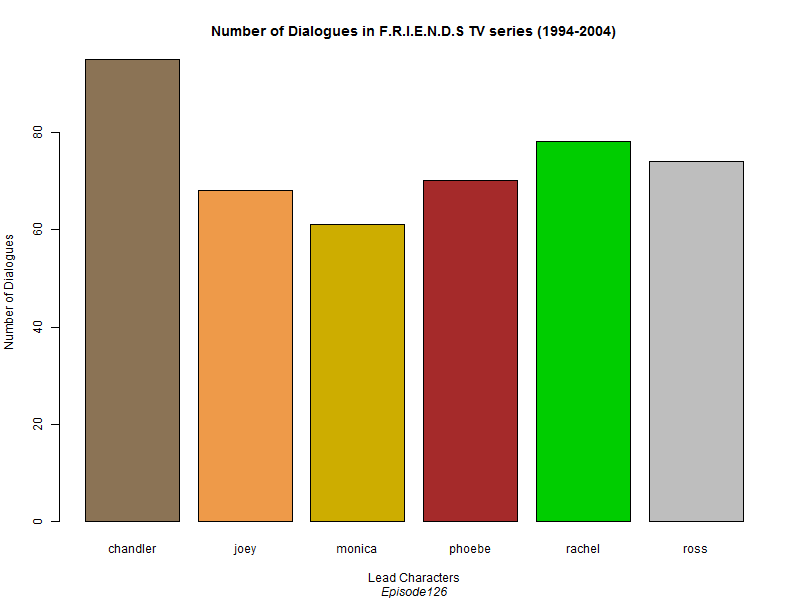 Number of Dialogues in F.R.I.E.N.D.S TV series (1994-2004)
Number of Dialogues
80
60
40
20
0
chandler joey monica phoebe rachel ross
Lead Characters
Episode126